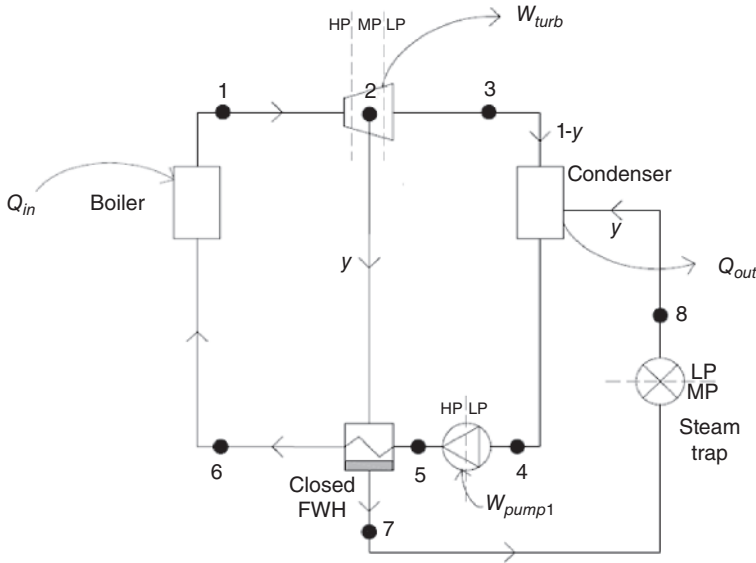 W_turb
HP MP LP
1
2
3
1-y
Boiler
Condenser
Q_in
y
y
Q_out
8
LP
MP
HP LP
Steam
trap
6
5
4
Closed
FWH
W_pump1
7